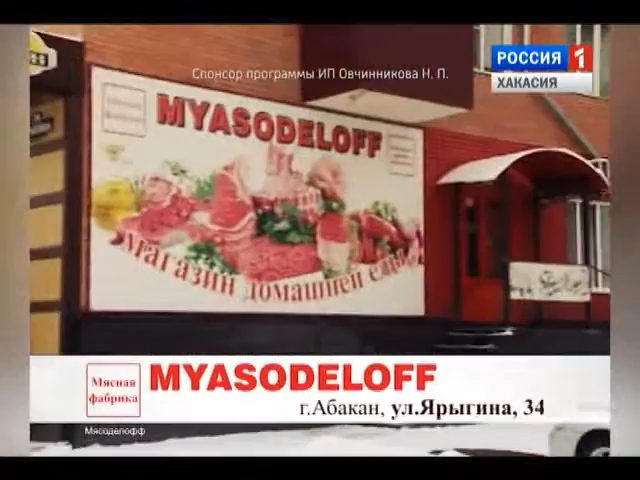 Спонсор программы ИП Овчинникова Н. П.
РОССИЯ 1
ХАКАСИЯ
MYASODELOFF
магазин домашней еды
Мясная
фабрика
MYASODELOFF
г.Абакан, ул.Ярыгина, 34
Мясоделофф